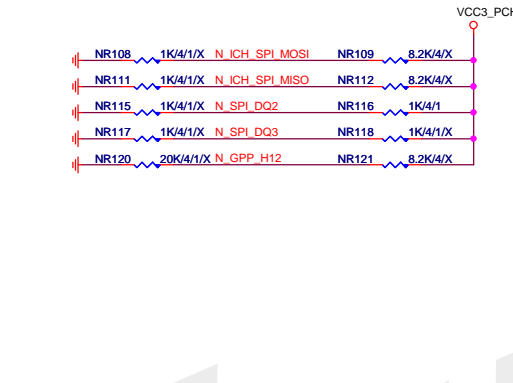 VCC3_PCH
NR108 1K/4/1/X N_ICH_SPI_MOSI NR109 8.2K/4/X
NR111 1K/4/1/X N_ICH_SPI_MISO NR112 8.2K/4/X
NR115 1K/4/1/X N_SPI_DQ2 NR116 1K/4/1
NR117 1K/4/1/X N_SPI_DQ3 NR118 1K/4/1/X
NR120 20K/4/1/X N_GPP_H12 NR121 8.2K/4/X